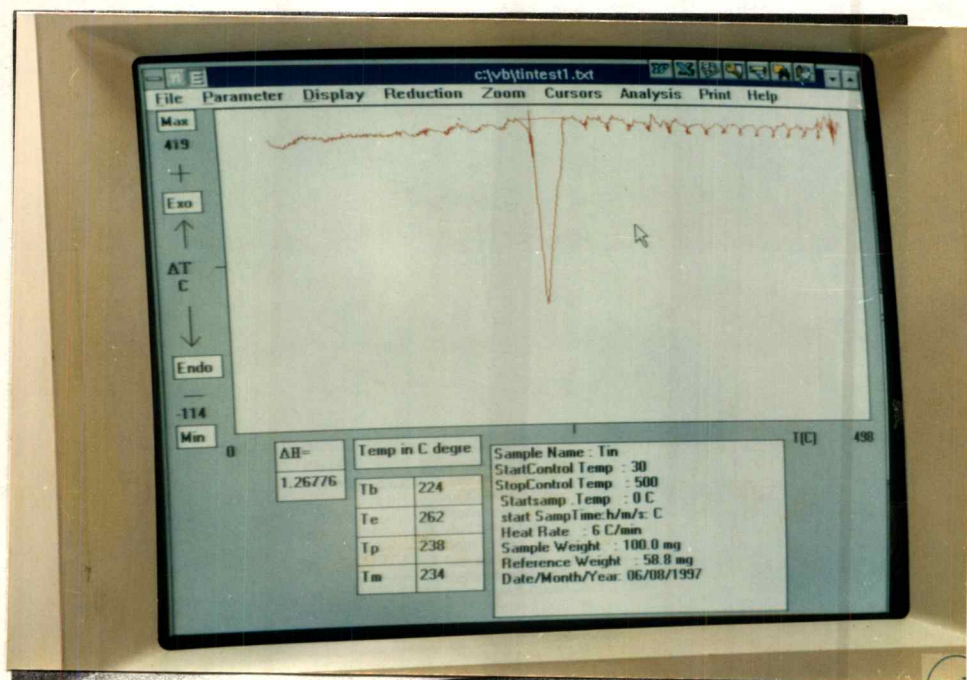 c:\vb\tintest1.txt
File Parameter Display Reduction Zoom Cursors Analysis Print Help
Max
419
+
Exo
ΔT
C
Endo
-114
Min
0
T(C)
498
ΔH=
1.26776
Temp in C degre
Tb 224
Te 262
Tp 238
Tm 234
Sample Name : Tin
StartControl Temp : 30
StopControl Temp : 500
Startsamp .Temp : 0 C
start SampTime:h/m/s: C
Heat Rate : 6 C/min
Sample Weight : 100.0 mg
Reference Weight : 58.8 mg
Date/Month/Year: 06/08/1997